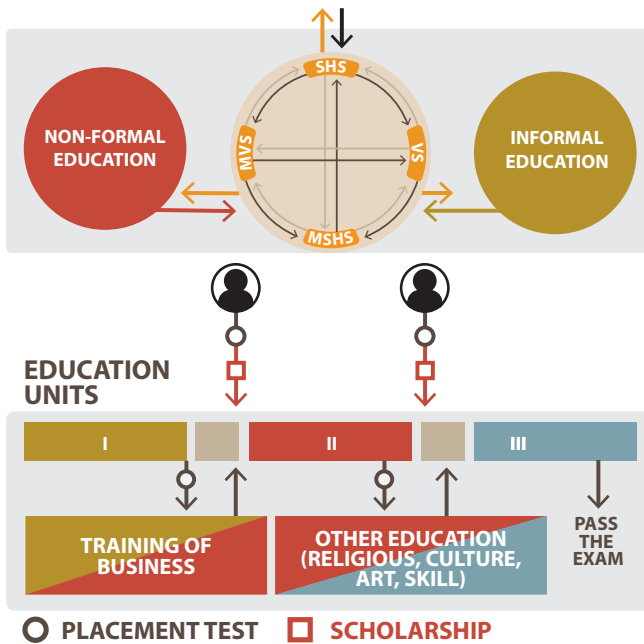 SHS
NON-FORMAL
EDUCATION
MVS
VS
INFORMAL
EDUCATION
MSHS
EDUCATION
UNITS
I
II
III
TRAINING OF
BUSINESS
OTHER EDUCATION
(RELIGIOUS, CULTURE,
ART, SKILL)
PASS
THE
EXAM
PLACEMENT TEST
SCHOLARSHIP